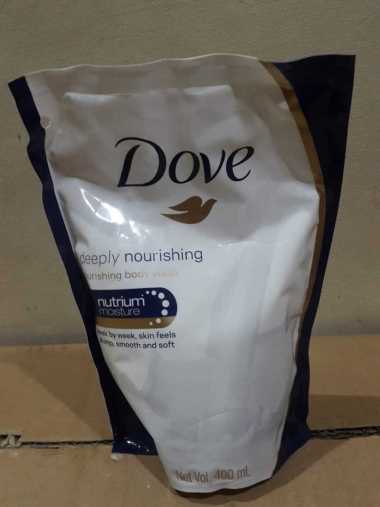 Dove
deeply nourishing
nourishing body wash
nutrium
moisture
week by week, skin feels
smooth and soft
Net Vol. 400 mL